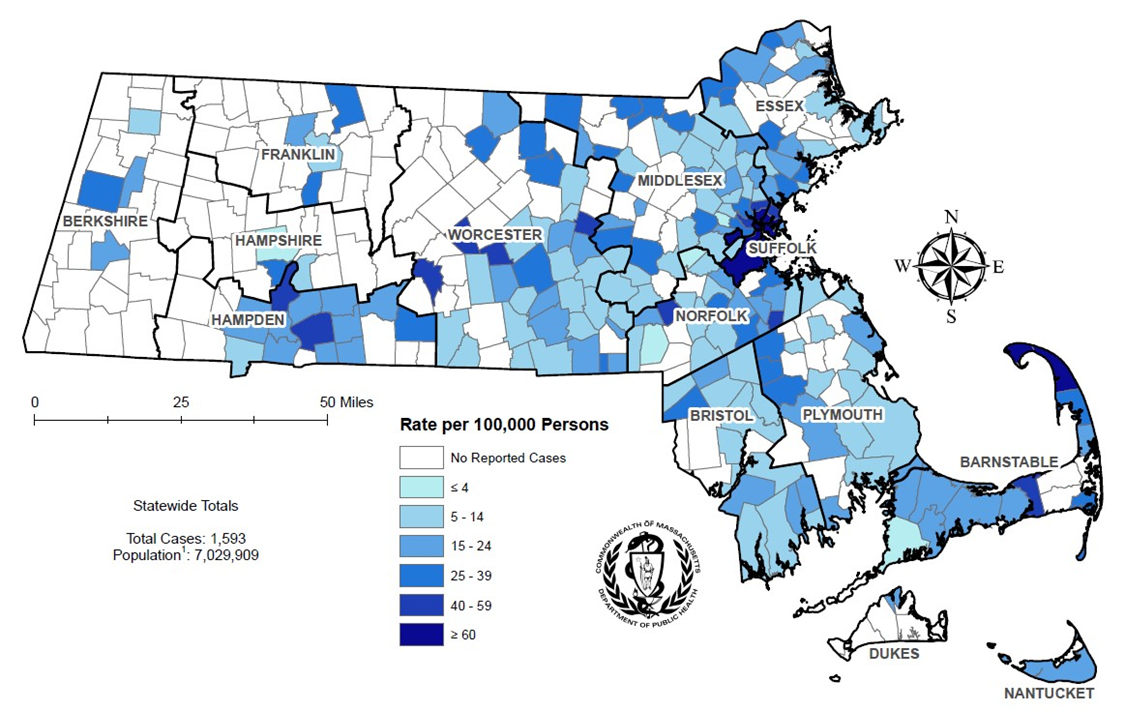 ESSEX
FRANKLIN
MIDDLESEX
BERKSHIRE
HAMPSHIRE
WORCESTER
SUFFOLK
N
W E
S
HAMPDEN
NORFOLK
0 25 50 Miles
BRISTOL
PLYMOUTH
BARNSTABLE
Rate per 100,000 Persons
No Reported Cases
≤ 4
5 - 14
15 - 24
25 - 39
40 - 59
≥ 60
Statewide Totals
Total Cases: 1,593
Population1: 7,029,909
COMMONWEALTH OF MASSACHUSETTS
DEPARTMENT OF PUBLIC HEALTH
DUKES
NANTUCKET